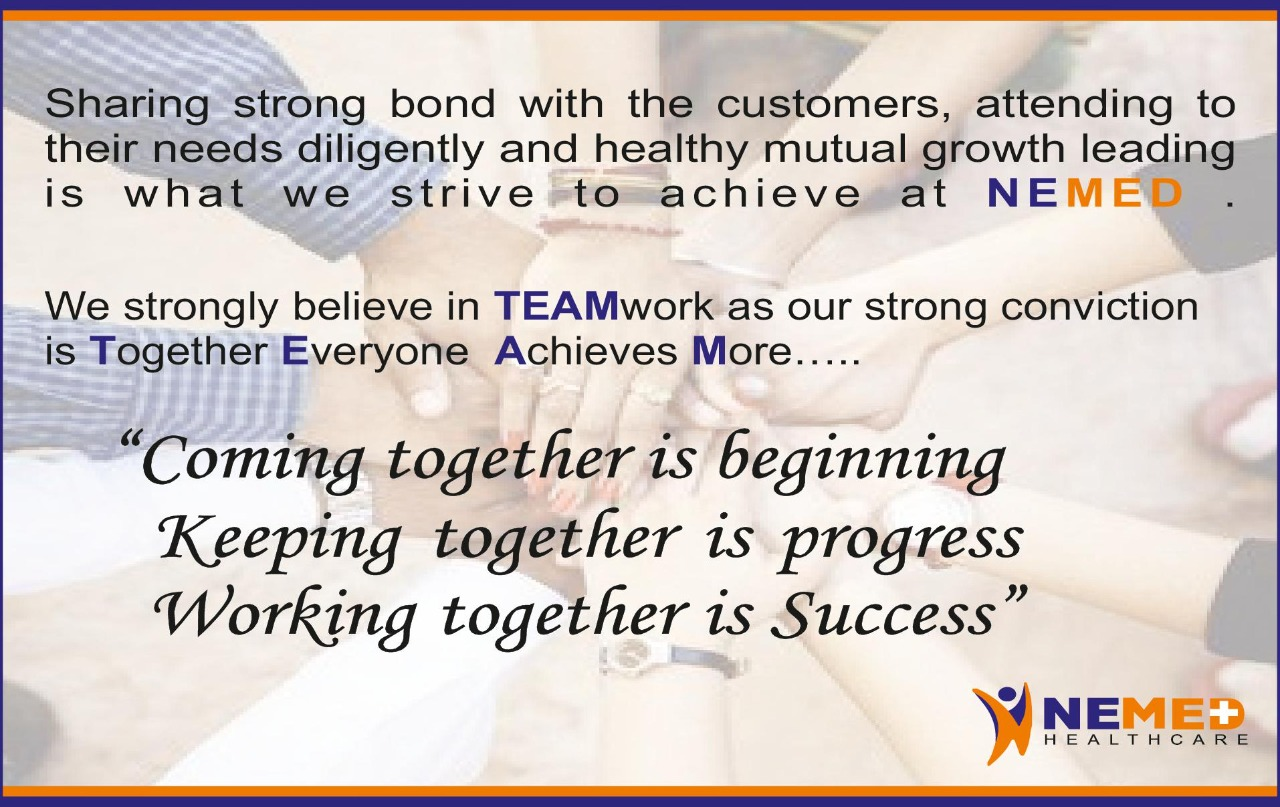 Sharing strong bond with the customers, attending to
their needs diligently and healthy mutual growth leading
is what we strive to achieve at NEMED .
We strongly believe in TEAMwork as our strong conviction
is Together Everyone Achieves More.....
“Coming together is beginning
Keeping together is progress
Working together is Success”
NEMED
HEALTHCARE